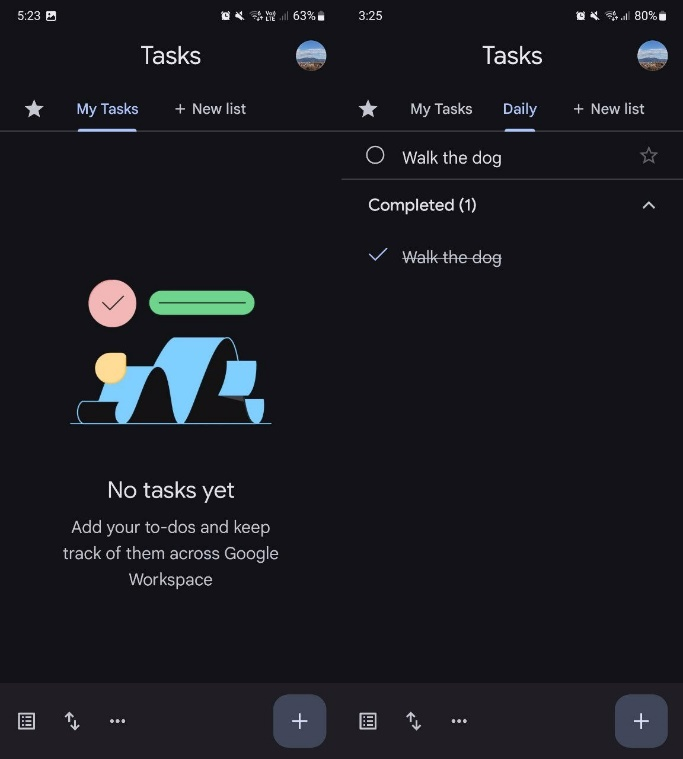 5:23
63%
Tasks
My Tasks
+ New list
No tasks yet
Add your to-dos and keep
track of them across Google
Workspace
3:25
80%
Tasks
My Tasks
Daily
+ New list
Walk the dog
Completed (1)
Walk the dog